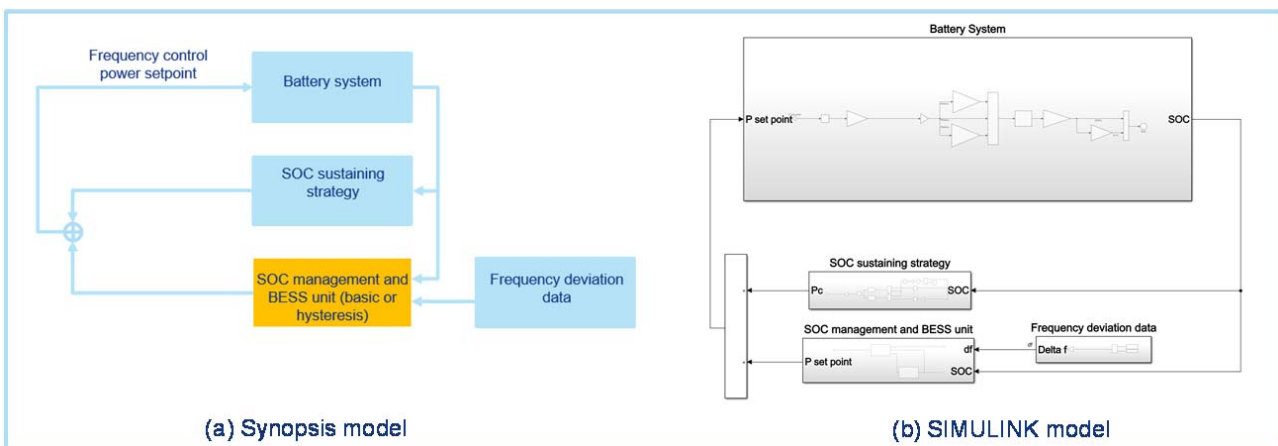 Frequency control
power setpoint
Battery system
SOC sustaining
strategy
SOC management and
BESS unit (basic or
hysteresis)
Frequency deviation
data
(a) Synopsis model
Battery System
P set point
SOC
SOC sustaining strategy
Pc
SOC
SOC management and BESS unit
P set point
df
SOC
Frequency deviation data
Delta f
(b) SIMULINK model